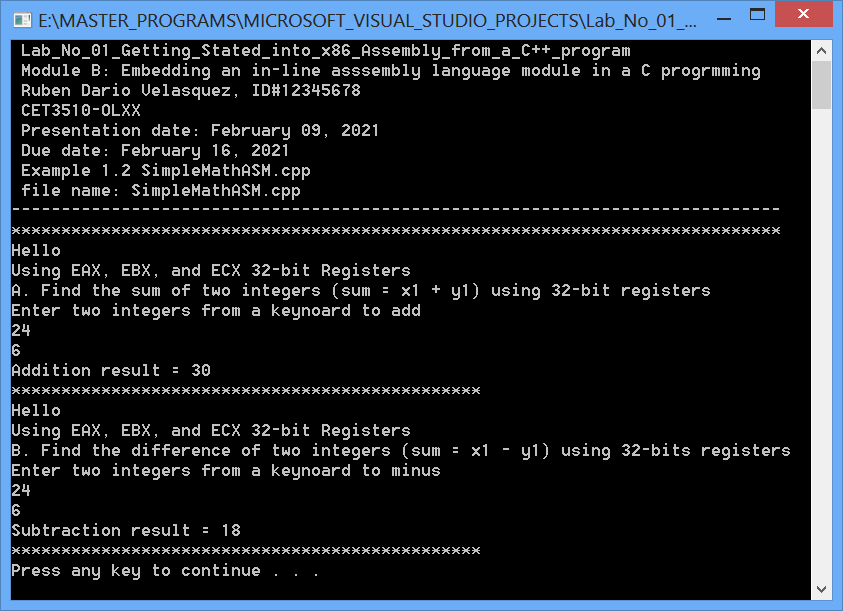 E:\MASTER_PROGRAMS\MICROSOFT_VISUAL_STUDIO_PROJECTS\Lab_No_01_...
Lab_No_01_Getting_Stated_into_x86_Assembly_from_a_C++_program
Module B: Embedding an in-line asssembly language module in a C progrmming
Ruben Dario Velasquez, ID#12345678
CET3510-OLXX
Presentation date: February 09, 2021
Due date: February 16, 2021
Example 1.2 SimpleMathASM.cpp
file name: SimpleMathASM.cpp
-----------------------------------------------------------------------------
*****************************************************************************
Hello
Using EAX, EBX, and ECX 32-bit Registers
A. Find the sum of two integers (sum = x1 + y1) using 32-bit registers
Enter two integers from a keynoard to add
24
6
Addition result = 30
***********************************************
Hello
Using EAX, EBX, and ECX 32-bit Registers
B. Find the difference of two integers (sum = x1 - y1) using 32-bits registers
Enter two integers from a keynoard to minus
24
6
Subtraction result = 18
***********************************************
Press any key to continue . . .